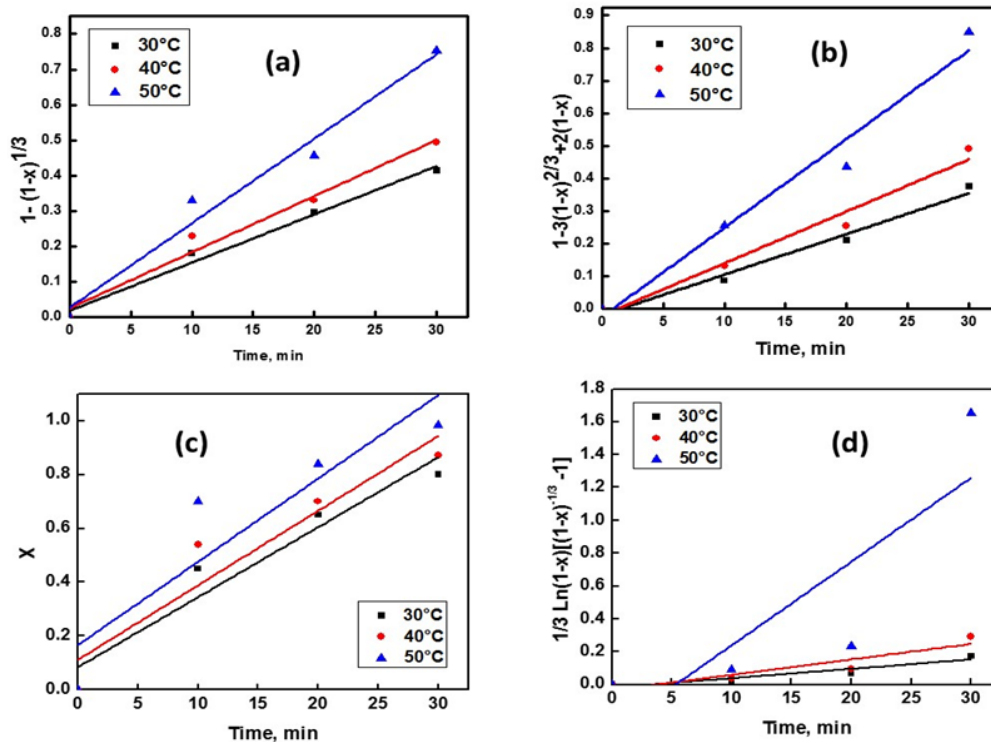 (a)
30°C
40°C
50°C
1- (1-x)^1/3
0.8
0.7
0.6
0.5
0.4
0.3
0.2
0.1
0.0
0 5 10 15 20 25 30
Time, min
(b)
30°C
40°C
50°C
1-3(1-x)^2/3+2(1-x)
0.9
0.8
0.7
0.6
0.5
0.4
0.3
0.2
0.1
0.0
0 5 10 15 20 25 30
Time, min
(c)
X
1.0
0.8
0.6
0.4
0.2
0.0
30°C
40°C
50°C
0 5 10 15 20 25 30
Time, min
(d)
30°C
40°C
50°C
1/3 Ln(1-x)[(1-x)^-1/3 -1]
1.8
1.6
1.4
1.2
1.0
0.8
0.6
0.4
0.2
0.0
0 5 10 15 20 25 30
Time, min